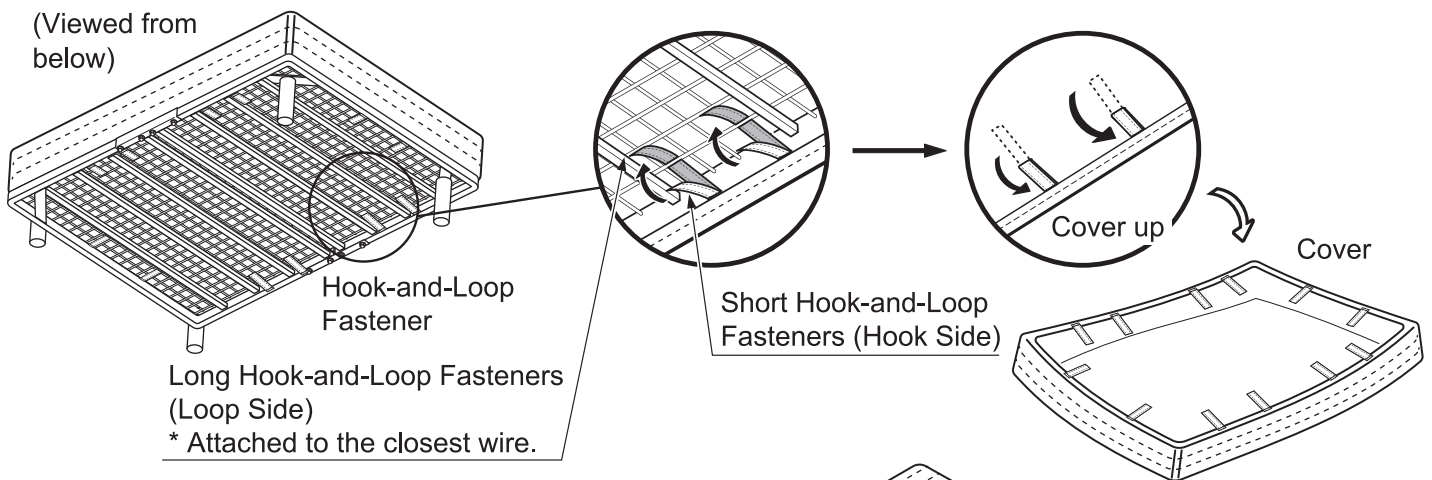 (Viewed from
below)
Hook-and-Loop
Fastener
Long Hook-and-Loop Fasteners
(Loop Side)
* Attached to the closest wire.
Short Hook-and-Loop
Fasteners (Hook Side)
Cover up
Cover